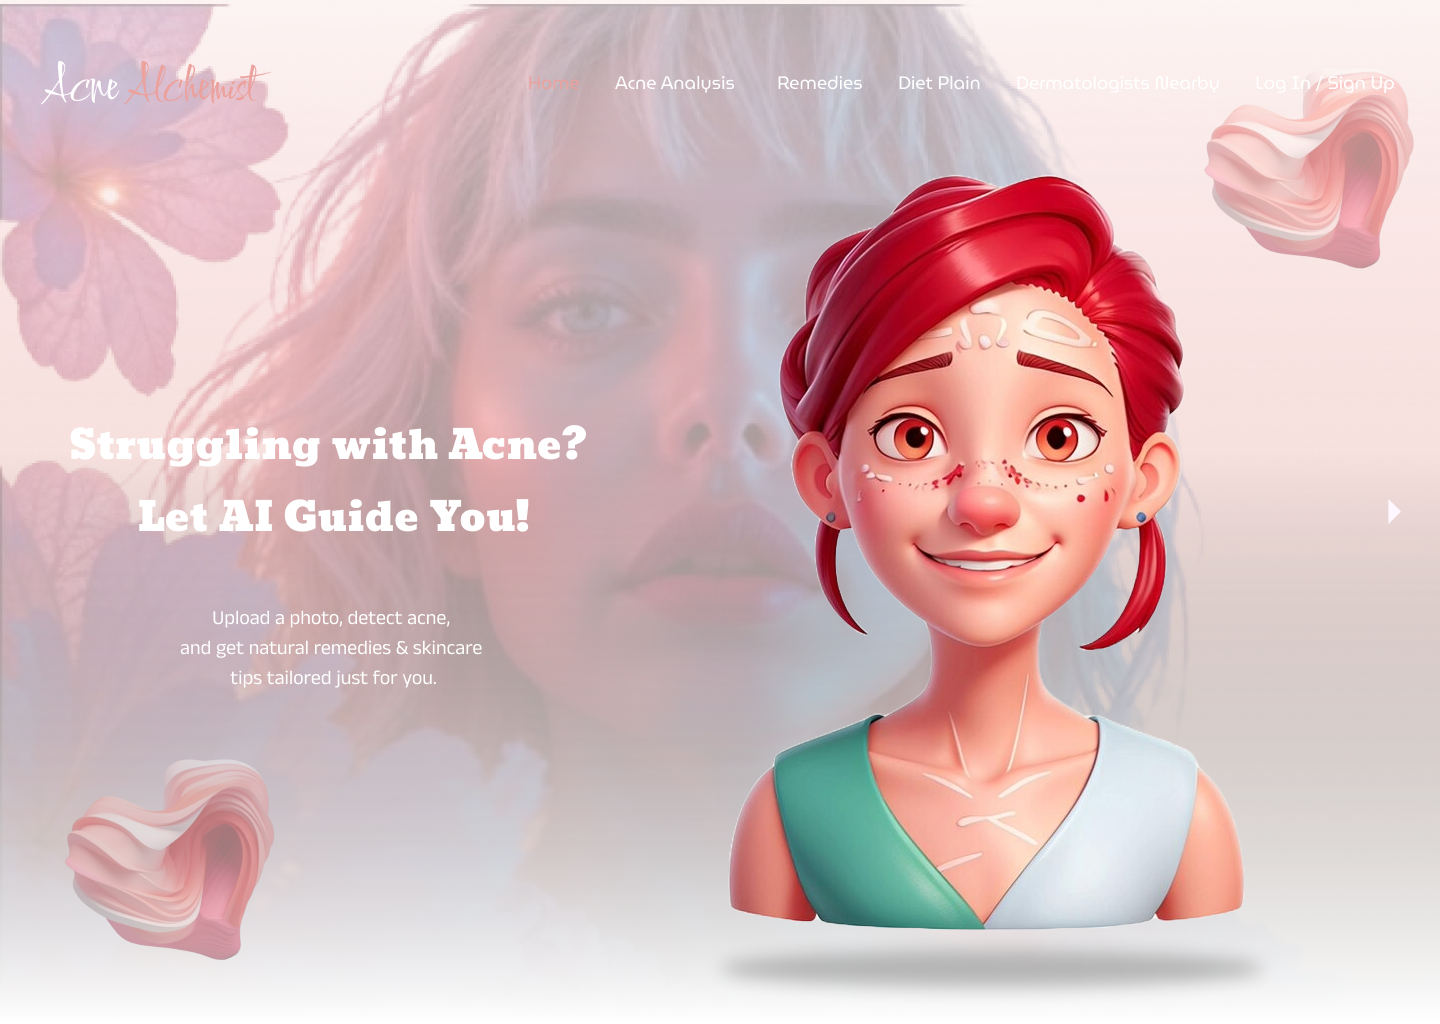 Acne Alchemist
Home Acne Analysis Remedies Diet Plain Dermatologists Nearby Log In / Sign Up
Struggling with Acne?
Let AI Guide You!
Upload a photo, detect acne,
and get natural remedies & skincare
tips tailored just for you.